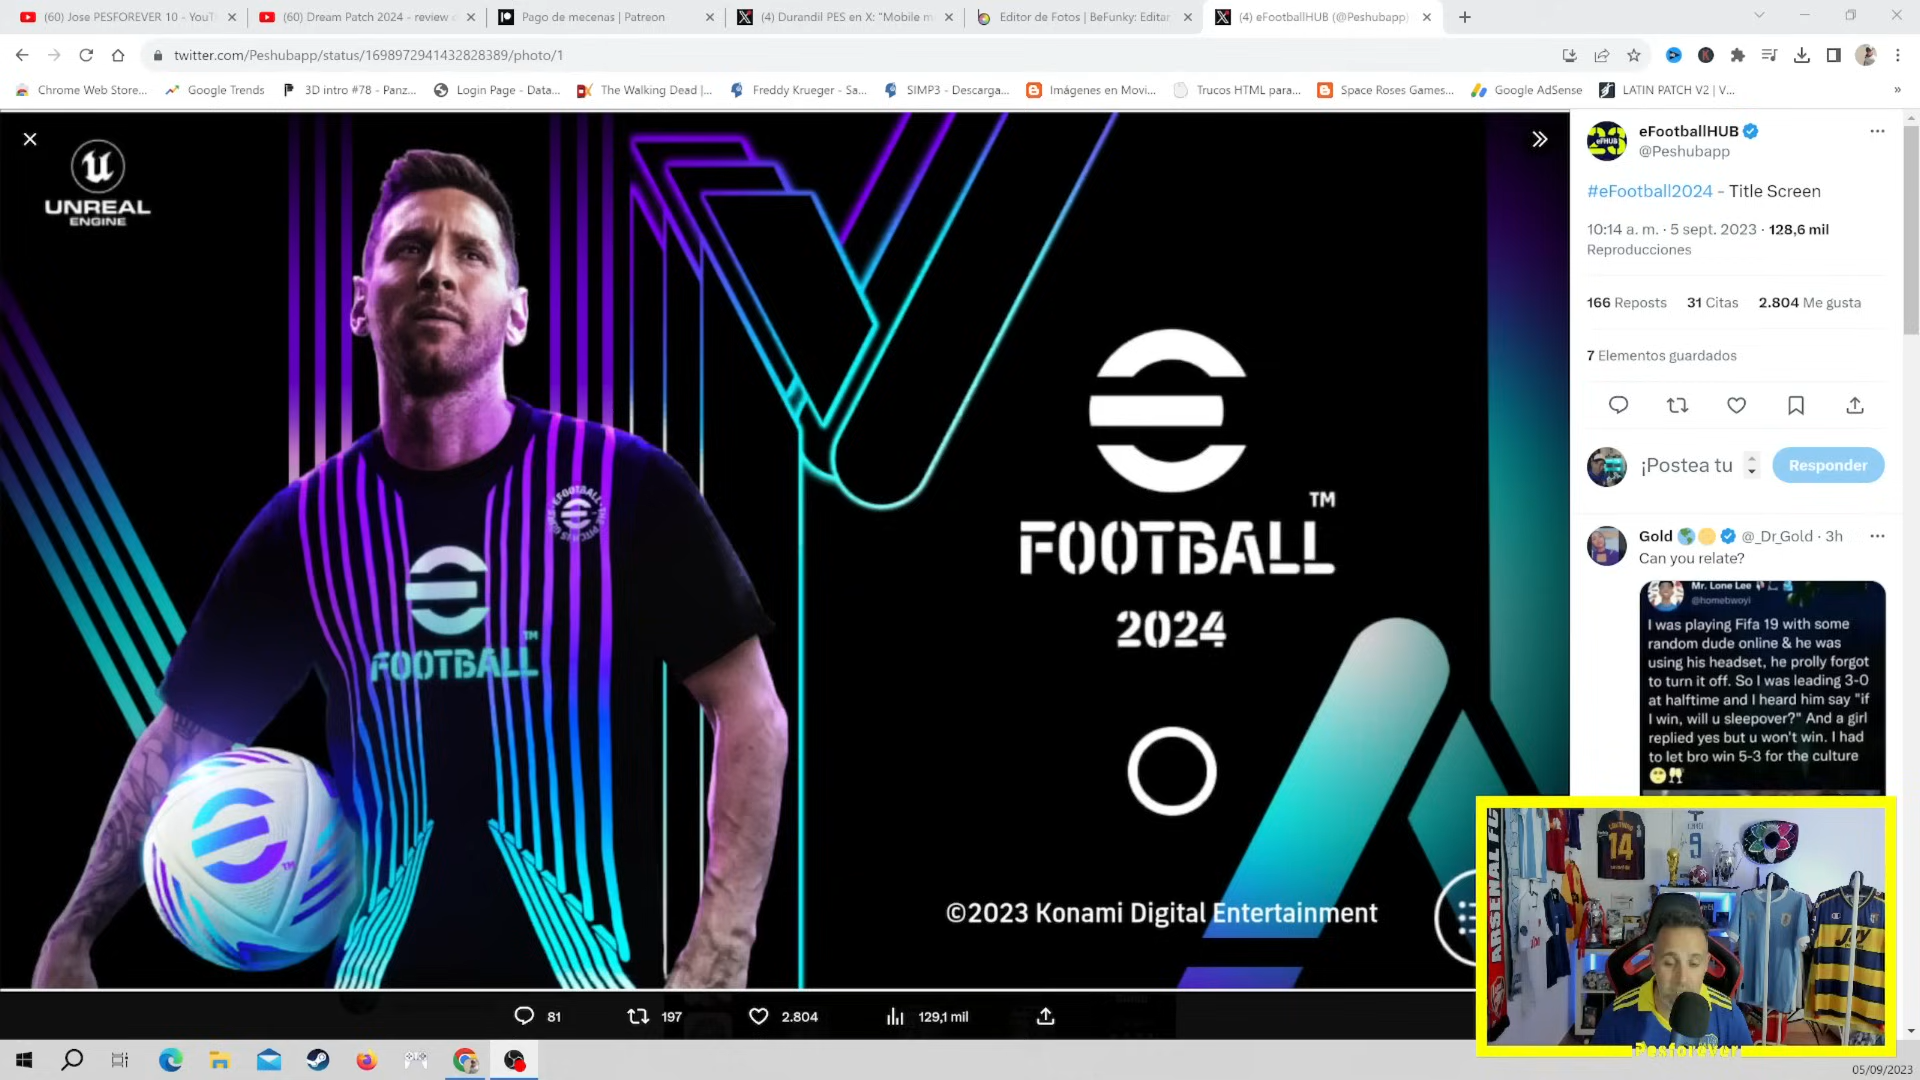 (60) Jose PESFOREVER 10 - YouT
(60) Dream Patch 2024 - review
Pago de mecenas | Patreon
(4) Durandil PES en X: "Mobile m
Editor de Fotos | BeFunky: Editar
(4) eFootballHUB (@Peshubapp)
twitter.com/Peshubapp/status/1698972941432828389/photo/1
Chrome Web Store...
Google Trends
3D intro #78 - Panz...
Login Page - Data...
The Walking Dead |...
Freddy Krueger - Sa...
SIMP3 - Descarga...
Imágenes en Movi...
Trucos HTML para...
Space Roses Games...
Google AdSense
LATIN PATCH V2 | V...
UNREAL
ENGINE
FOOTBALL
TM
FOOTBALL
TM
2024
©2023 Konami Digital Entertainment
81
197
2.804
129,1 mil
eFootballHUB
@Peshubapp
#eFootball2024 - Title Screen
10:14 a. m. · 5 sept. 2023 · 128,6 mil
Reproducciones
166 Reposts 31 Citas 2.804 Me gusta
7 Elementos guardados
¡Postea tu
Responder
Gold @_Dr_Gold · 3h
Can you relate?
Mr. Lone Lee
@homebwoyi
I was playing Fifa 19 with some
random dude online & he was
using his headset, he prolly forgot
to turn it off. So I was leading 3-0
at halftime and I heard him say "if
I win, will u sleepover?" And a girl
replied yes but u won't win. I had
to let bro win 5-3 for the culture
ARSENAL FC
14
9
Pesforever
05/09/2023